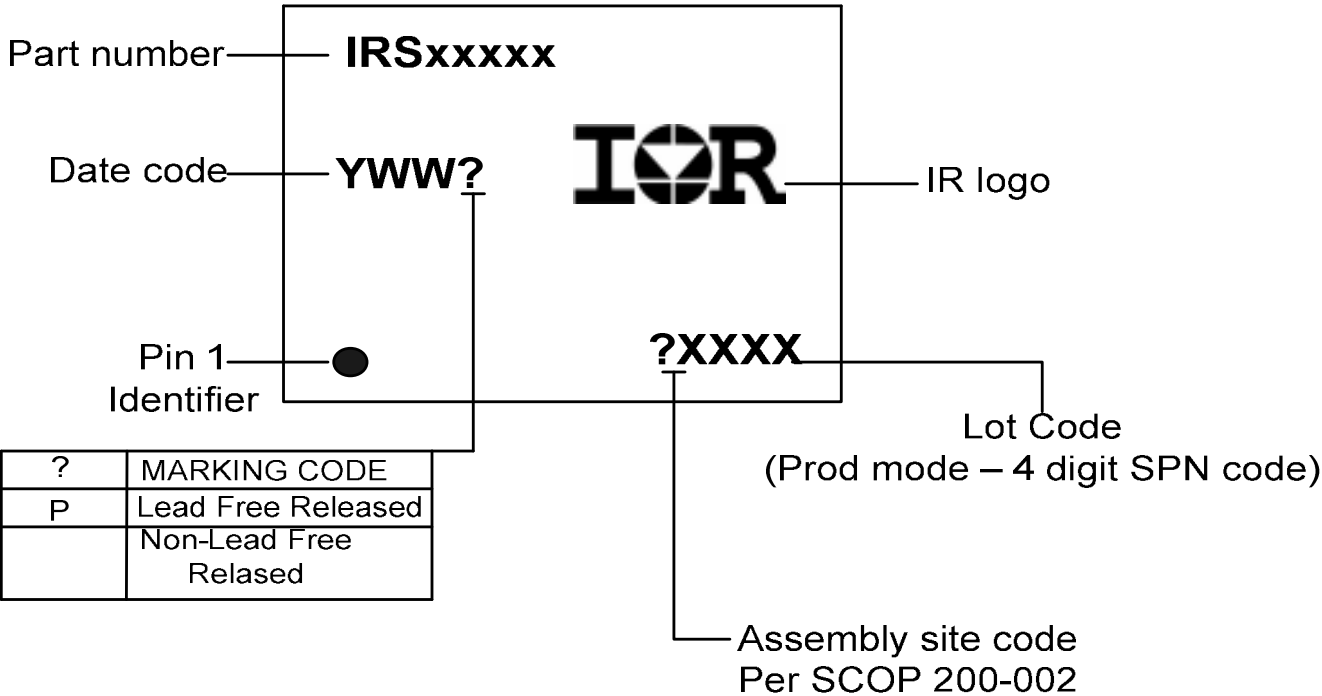 Part number
IRSxxxxx
Date code
YWW?
IOR
IR logo
Pin 1
Identifier
?XXXX
Lot Code
(Prod mode – 4 digit SPN code)
? MARKING CODE
P Lead Free Released
Non-Lead Free
Relased
Assembly site code
Per SCOP 200-002